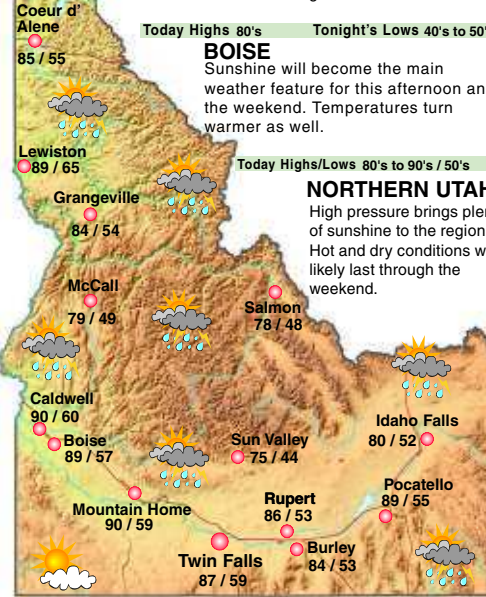 Coeur d'
Alene
85 / 55
Today Highs 80's Tonight's Lows 40's to 50'
BOISE
Sunshine will become the main
weather feature for this afternoon an
the weekend. Temperatures turn
warmer as well.
Today Highs/Lows 80's to 90's / 50's
NORTHERN UTAH
High pressure brings plen
of sunshine to the region
Hot and dry conditions w
likely last through the
weekend.
Lewiston
89 / 65
Grangeville
84 / 54
McCall
79 / 49
Salmon
78 / 48
Caldwell
90 / 60
Boise
89 / 57
Sun Valley
75 / 44
Idaho Falls
80 / 52
Mountain Home
90 / 59
Rupert
86 / 53
Pocatello
89 / 55
Twin Falls
87 / 59
Burley
84 / 53